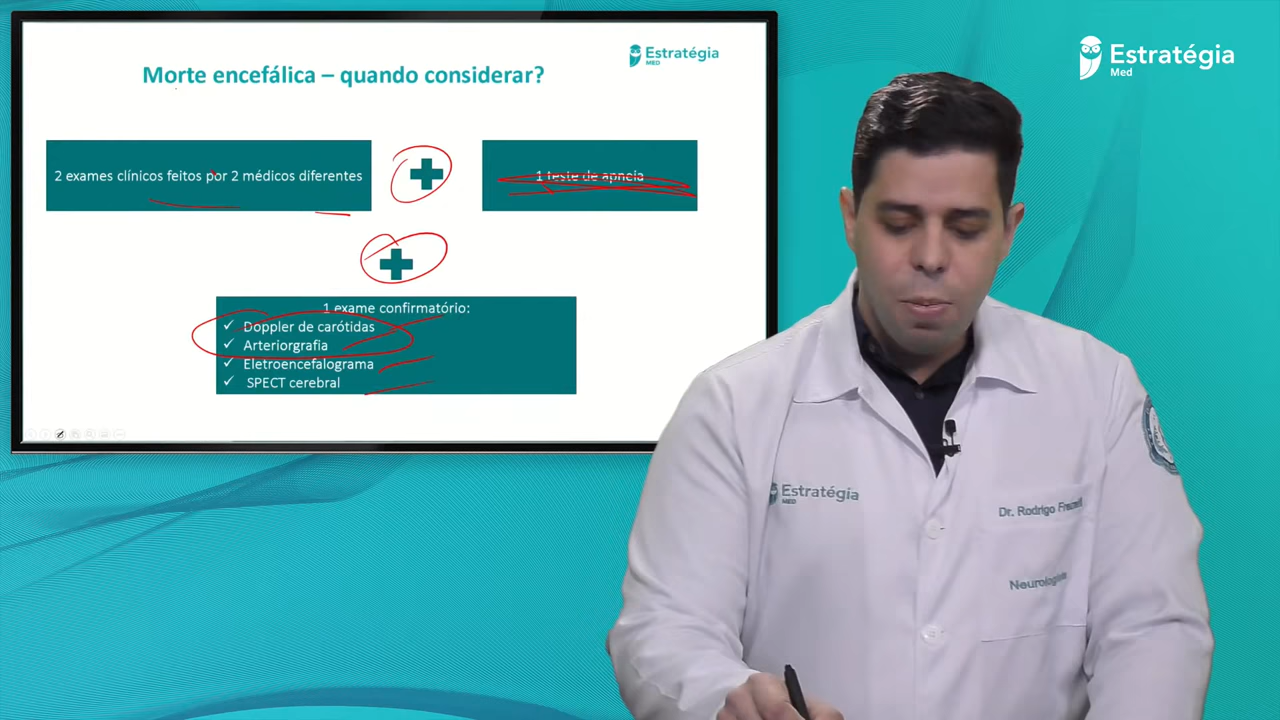 Morte encefálica – quando considerar?
Estratégia
MED
2 exames clínicos feitos por 2 médicos diferentes
1 teste de apneia
1 exame confirmatório:
✓ Doppler de carótidas
✓ Arteriorgrafia
✓ Eletroencefalograma
✓ SPECT cerebral
Estratégia
Med
Estratégia
MED
Dr. Rodrigo
Neurologista